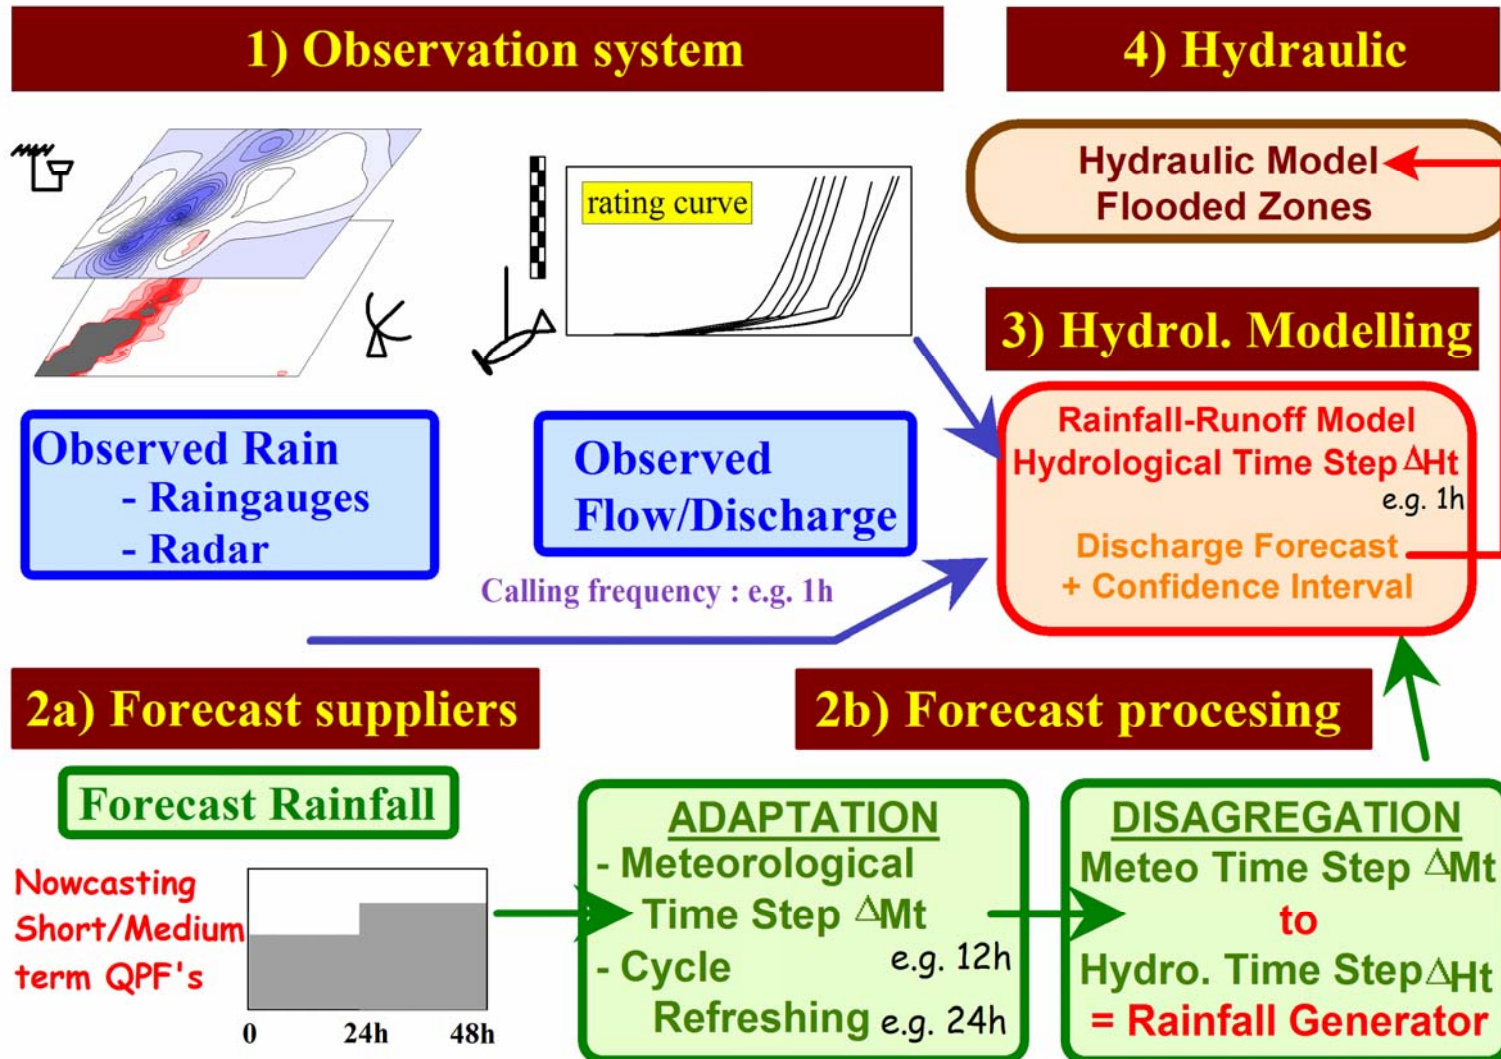 1) Observation system
rating curve
Observed Rain
- Raingauges
- Radar
Observed
Flow/Discharge
Calling frequency : e.g. 1h
4) Hydraulic
Hydraulic Model
Flooded Zones
3) Hydrol. Modelling
Rainfall-Runoff Model
Hydrological Time Step ΔHt
e.g. 1h
Discharge Forecast
+ Confidence Interval
2a) Forecast suppliers
Forecast Rainfall
Nowcasting
Short/Medium
term QPF's
0 24h 48h
2b) Forecast procesing
ADAPTATION
- Meteorological
Time Step ΔMt
e.g. 12h
- Cycle
Refreshing e.g. 24h
DISAGREGATION
Meteo Time Step ΔMt
to
Hydro. Time Step ΔHt
= Rainfall Generator